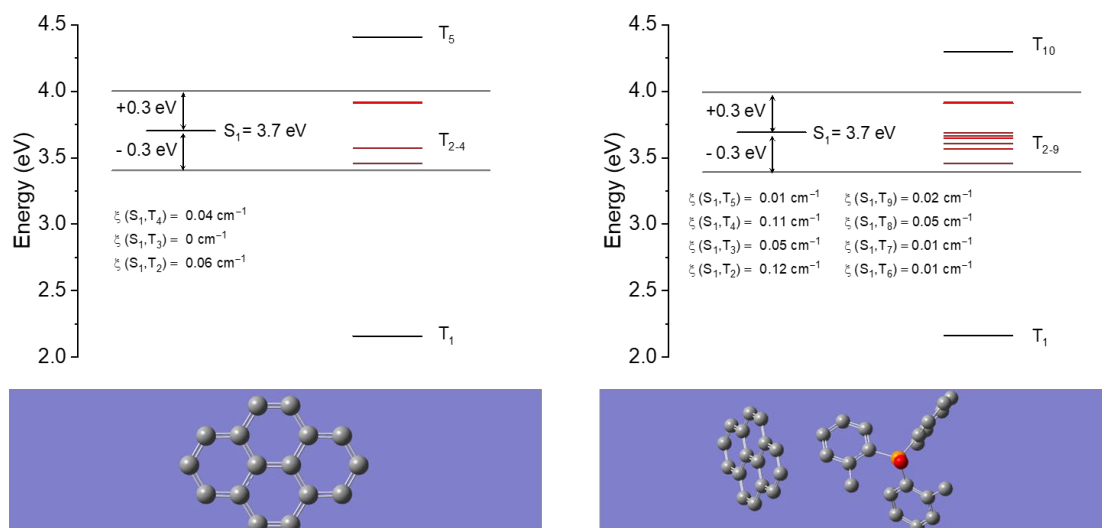 4.5
4.0
3.5
3.0
2.5
2.0
Energy (eV)
T₅
+0.3 eV
S₁= 3.7 eV
- 0.3 eV
T₂₋₄
ξ (S₁,T₄) = 0.04 cm⁻¹
ξ (S₁,T₃) = 0 cm⁻¹
ξ (S₁,T₂) = 0.06 cm⁻¹
T₁
4.5
4.0
3.5
3.0
2.5
2.0
Energy (eV)
T₁₀
+0.3 eV
S₁= 3.7 eV
- 0.3 eV
T₂₋₉
ξ (S₁,T₅) = 0.01 cm⁻¹ ξ (S₁,T₉) = 0.02 cm⁻¹
ξ (S₁,T₄) = 0.11 cm⁻¹ ξ (S₁,T₈) = 0.05 cm⁻¹
ξ (S₁,T₃) = 0.05 cm⁻¹ ξ (S₁,T₇) = 0.01 cm⁻¹
ξ (S₁,T₂) = 0.12 cm⁻¹ ξ (S₁,T₆) = 0.01 cm⁻¹
T₁